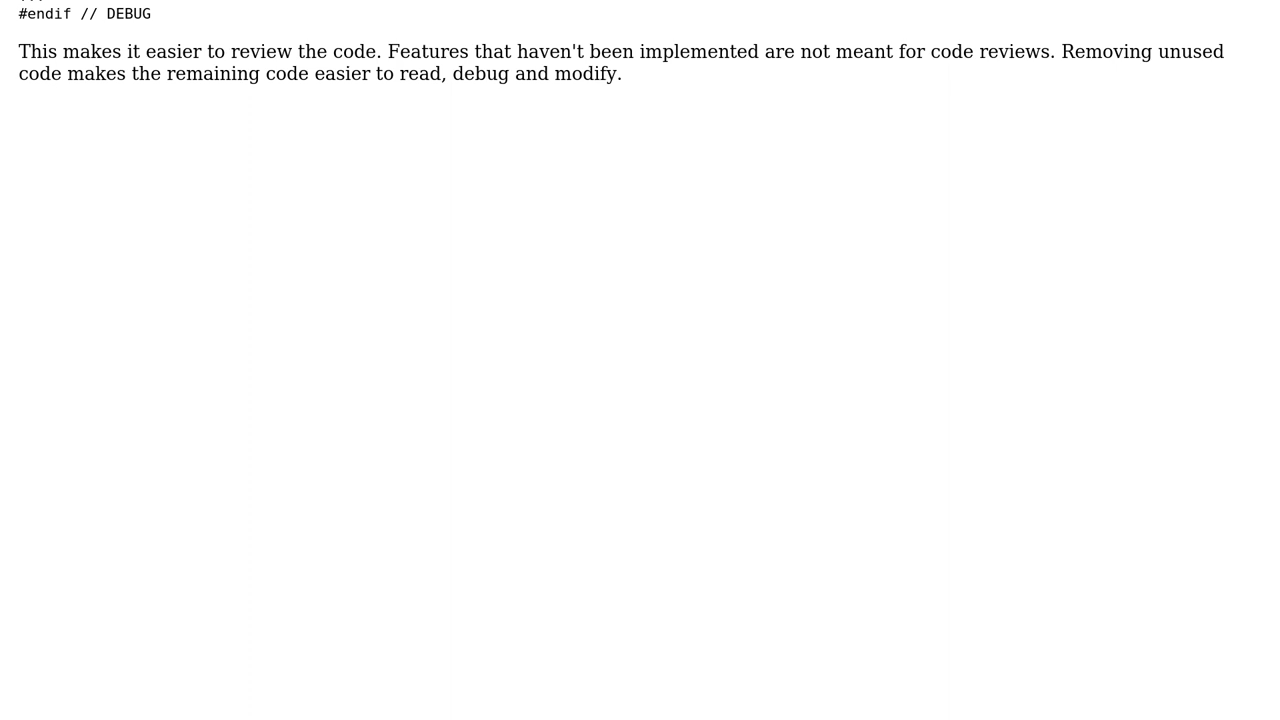 #endif // DEBUG
This makes it easier to review the code. Features that haven't been implemented are not meant for code reviews. Removing unused
code makes the remaining code easier to read, debug and modify.